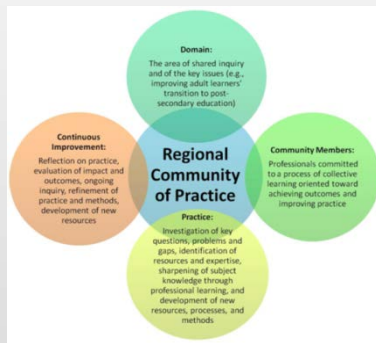 Domain:
The area of shared inquiry
and of the key issues (e.g.,
improving adult learners'
transition to post-
secondary education)
Continuous
Improvement:
Reflection on practice,
evaluation of impact and
outcomes, ongoing
inquiry, refinement of
practice and methods,
development of new
resources
Regional
Community
of Practice
Community Members:
Professionals committed
to a process of collective
learning oriented toward
achieving outcomes and
improving practice
Practice:
Investigation of key
questions, problems and
gaps, identification of
resources and expertise,
sharpening of subject
knowledge through
professional learning, and
development of new
resources, processes, and
methods